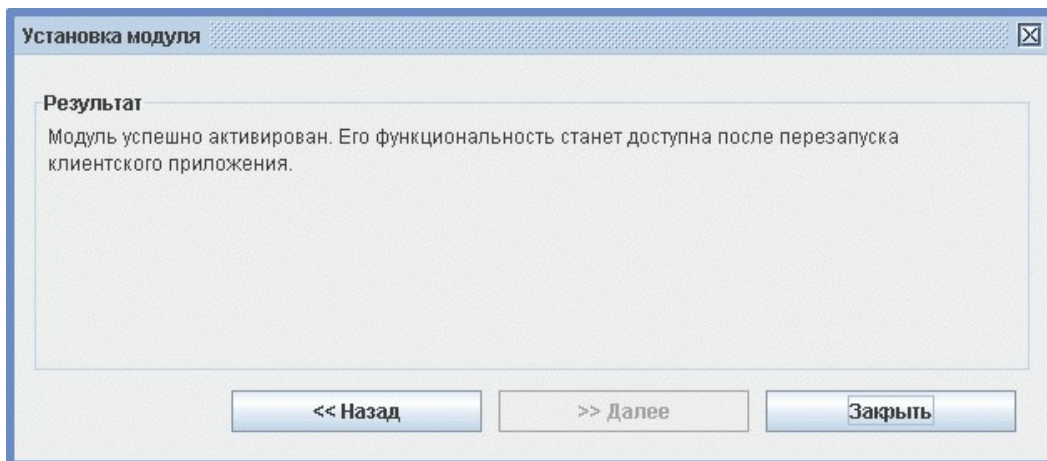 Установка модуля
Результат
Модуль успешно активирован. Его функциональность станет доступна после перезапуска
клиентского приложения.
<< Назад
>> Далее
Закрыть